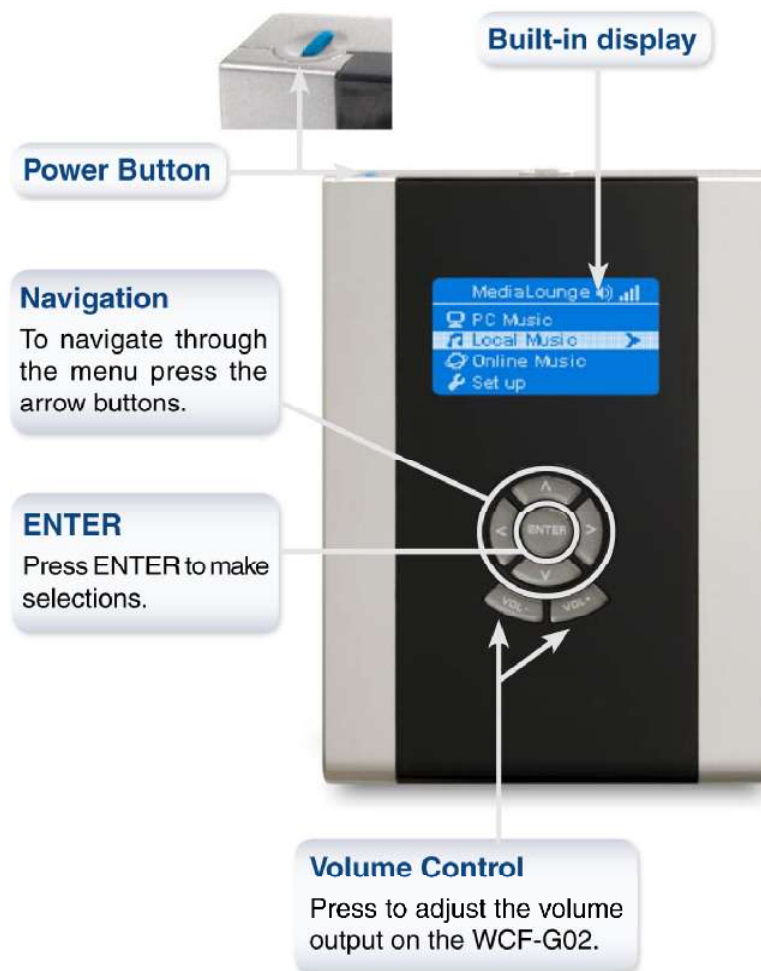 Built-in display
Power Button
MediaLounge
PC Music
Local Music
Online Music
Set up
Navigation
To navigate through
the menu press the
arrow buttons.
ENTER
Press ENTER to make
selections.
ENTER
VOL-
VOL+
Volume Control
Press to adjust the volume
output on the WCF-G02.